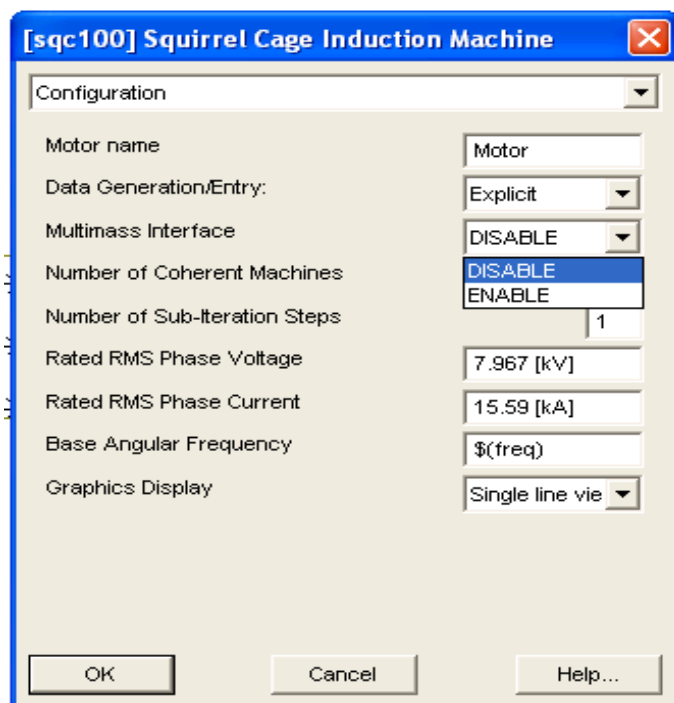 [sqc100] Squirrel Cage Induction Machine
Configuration
Motor name Motor
Data Generation/Entry: Explicit
Multimass Interface DISABLE
Number of Coherent Machines DISABLE
ENABLE
Number of Sub-Iteration Steps 1
Rated RMS Phase Voltage 7.967 [kV]
Rated RMS Phase Current 15.59 [kA]
Base Angular Frequency $(freq)
Graphics Display Single line vie
OK Cancel Help...